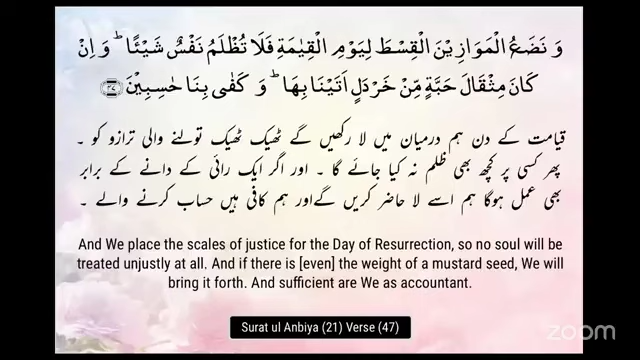 وَ نَضَعُ الْمَوَازِیْنَ الْقِسْطَ لِیَوْمِ الْقِیٰمَةِ فَلَا تُظْلَمُ نَفْسٌ شَیْئًاؕ وَ اِنْ
كَانَ مِثْقَالَ حَبَّةٍ مِّنْ خَرْدَلٍ اَتَیْنَا بِهَاؕ وَ كَفٰى بِنَا حٰسِبِیْنَ ﴿۴۷﴾
قیامت کے دن ہم درمیان میں لا رکھیں گے ٹھیک ٹھیک تولنے والی ترازو کو ۔
پھر کسی پر کچھ بھی ظلم نہ کیا جائے گا ۔ اور اگر ایک رائی کے دانے کے برابر
بھی عمل ہوگا ہم اسے لا حاضر کریں گےاور ہم کافی ہیں حساب کرنے والے ۔
And We place the scales of justice for the Day of Resurrection, so no soul will be
treated unjustly at all. And if there is [even] the weight of a mustard seed, We will
bring it forth. And sufficient are We as accountant.
Surat ul Anbiya (21) Verse (47)
zoom